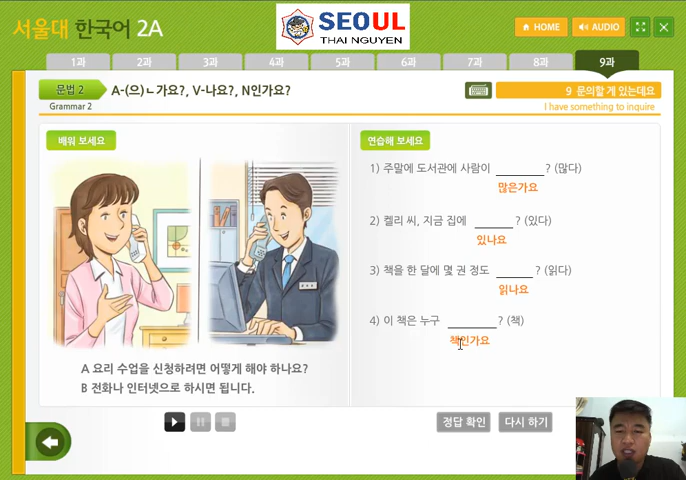 서울대 한국어 2A
SEOUL
THAI NGUYEN
HOME
AUDIO
1과
2과
3과
4과
5과
6과
7과
8과
9과
문법 2
A-(으)ㄴ가요?, V-나요?, N인가요?
Grammar 2
9 문의할 게 있는데요
I have something to inquire
배워 보세요
연습해 보세요
1) 주말에 도서관에 사람이 ______? (많다)
많은가요
2) 켈리 씨, 지금 집에 ______? (있다)
있나요
3) 책을 한 달에 몇 권 정도 ______? (읽다)
읽나요
4) 이 책은 누구 ______? (책)
책인가요
A 요리 수업을 신청하려면 어떻게 해야 하나요?
B 전화나 인터넷으로 하시면 됩니다.
정답 확인
다시 하기